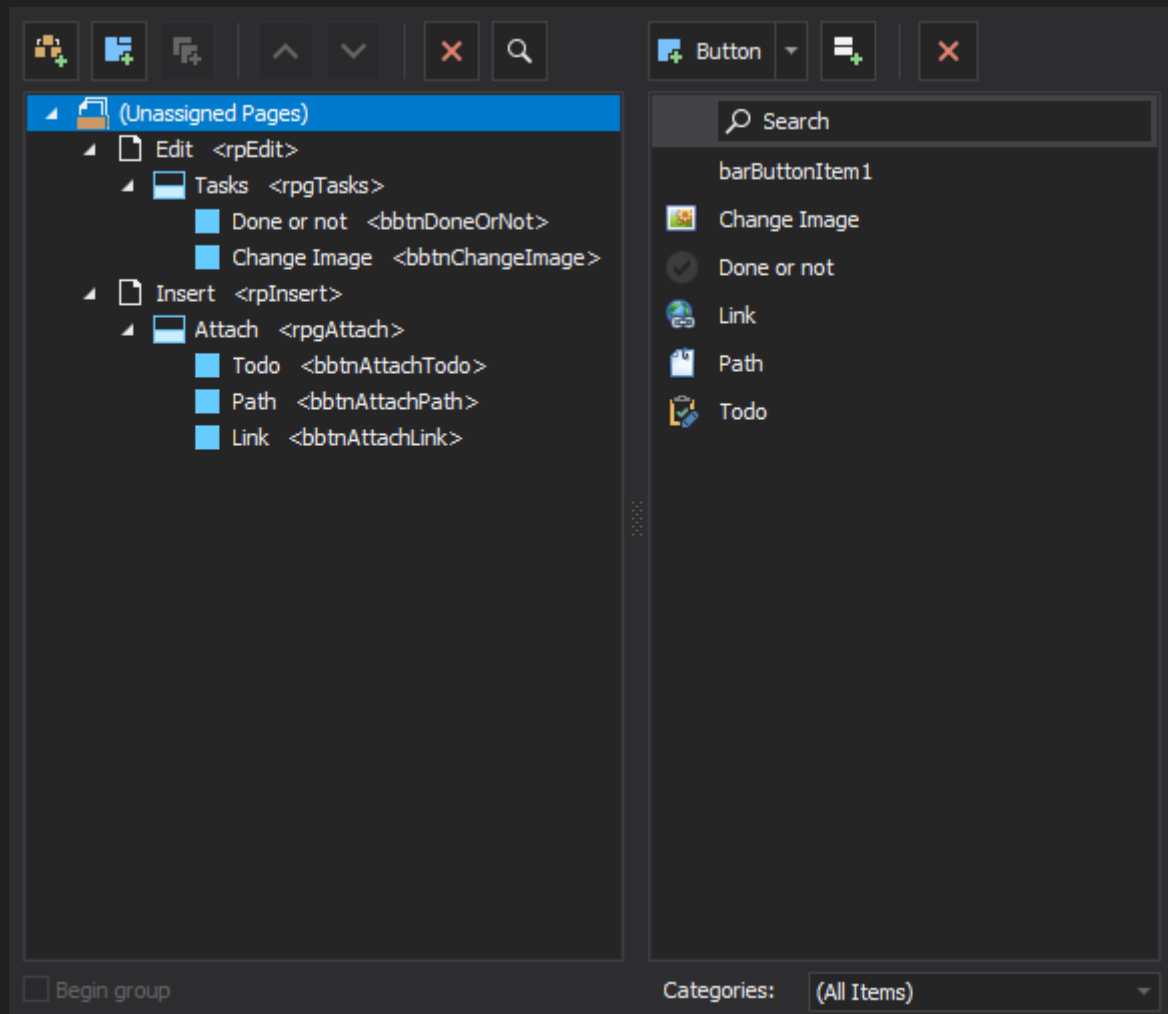 Button
(Unassigned Pages)
Edit <rpEdit>
Tasks <rpgTasks>
Done or not <bbtnDoneOrNot>
Change Image <bbtnChangeImage>
Insert <rpInsert>
Attach <rpgAttach>
Todo <bbtnAttachTodo>
Path <bbtnAttachPath>
Link <bbtnAttachLink>
Search
barButtonItem1
Change Image
Done or not
Link
Path
Todo
Begin group
Categories: (All Items)